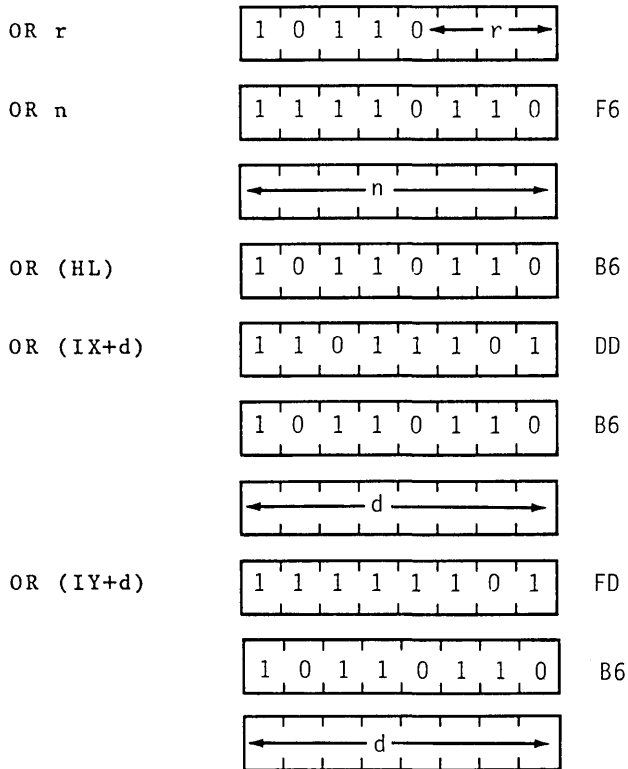 OR r 1 0 1 1 0 r
OR n 1 1 1 1 0 1 1 0 F6
n
OR (HL) 1 0 1 1 0 1 1 0 B6
OR (IX+d) 1 1 0 1 1 1 0 1 DD
1 0 1 1 0 1 1 0 B6
d
OR (IY+d) 1 1 1 1 1 1 0 1 FD
1 0 1 1 0 1 1 0 B6
d